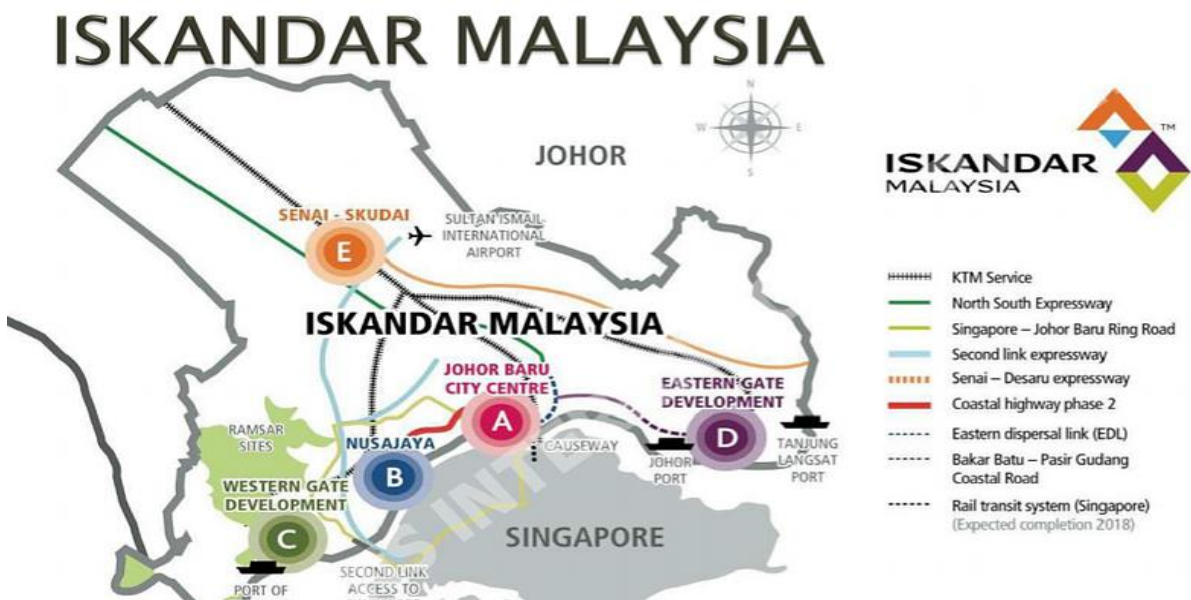 ISKANDAR MALAYSIA
N
W E
S
JOHOR
ISKANDAR
MALAYSIA
TM
SENAI - SKUDAI
E
SULTAN ISMAIL
INTERNATIONAL
AIRPORT
ISKANDAR MALAYSIA
JOHOR BARU
CITY CENTRE
A
EASTERN GATE
DEVELOPMENT
D
RAMSAR
SITES
NUSAJAYA
B
CAUSEWAY
JOHOR
PORT
TANJUNG
LANGSAT
PORT
WESTERN GATE
DEVELOPMENT
C
SINGAPORE
PORT OF
SECOND LINK
ACCESS TO
KTM Service
North South Expressway
Singapore – Johor Baru Ring Road
Second link expressway
Senai – Desaru expressway
Coastal highway phase 2
Eastern dispersal link (EDL)
Bakar Batu – Pasir Gudang
Coastal Road
Rail transit system (Singapore)
(Expected completion 2018)